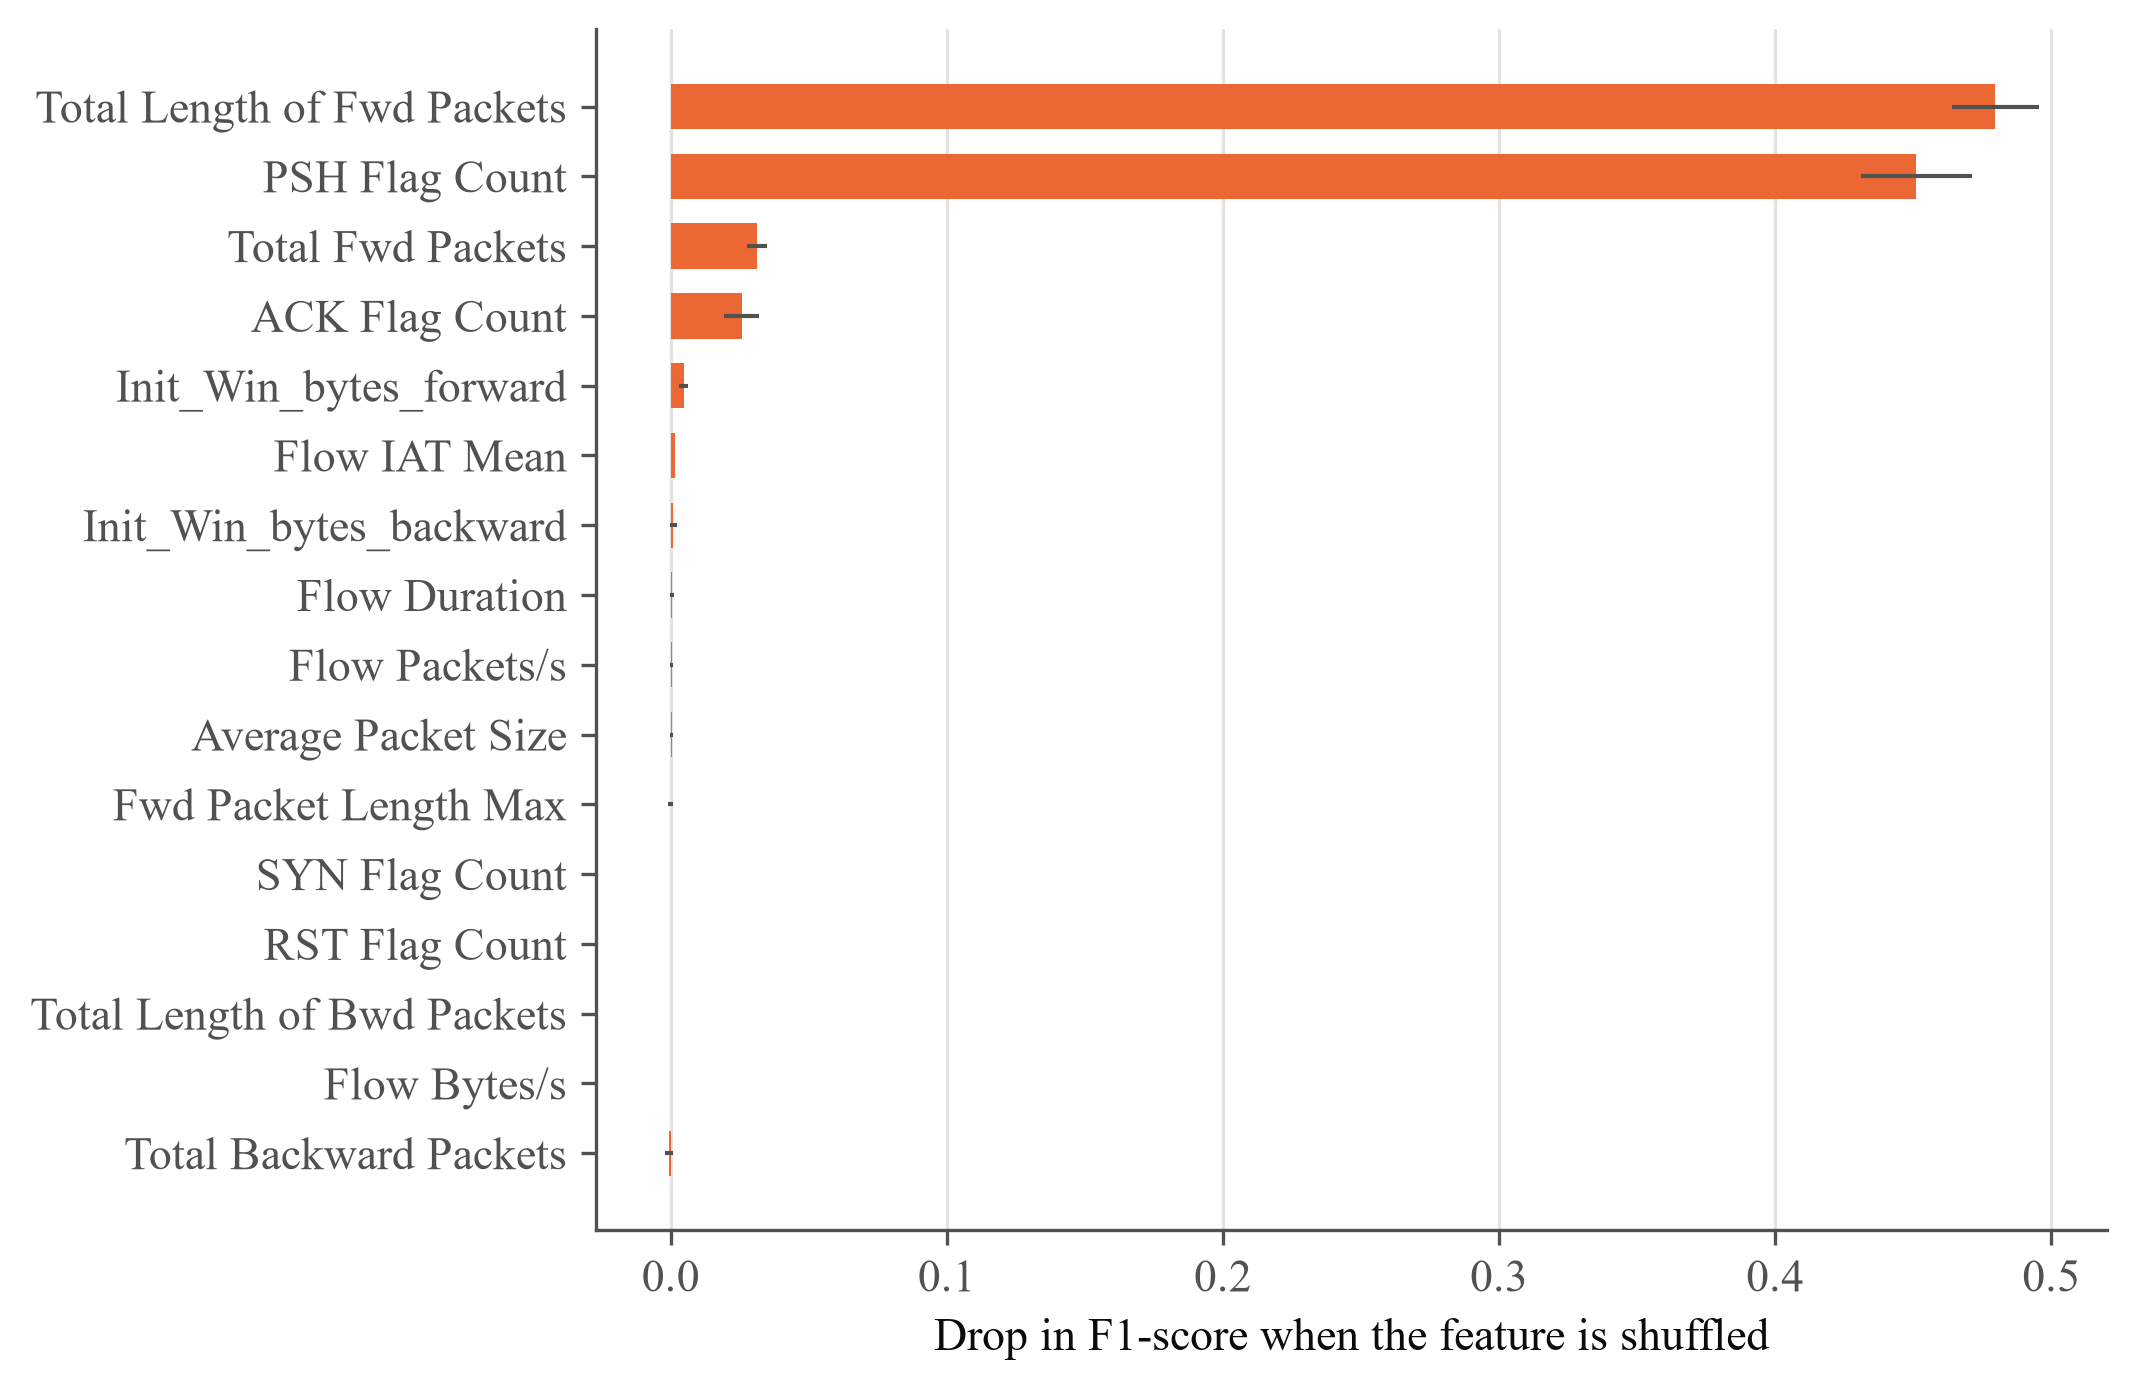 Total Length of Fwd Packets
PSH Flag Count
Total Fwd Packets
ACK Flag Count
Init_Win_bytes_forward
Flow IAT Mean
Init_Win_bytes_backward
Flow Duration
Flow Packets/s
Average Packet Size
Fwd Packet Length Max
SYN Flag Count
RST Flag Count
Total Length of Bwd Packets
Flow Bytes/s
Total Backward Packets
0.0 0.1 0.2 0.3 0.4 0.5
Drop in F1-score when the feature is shuffled